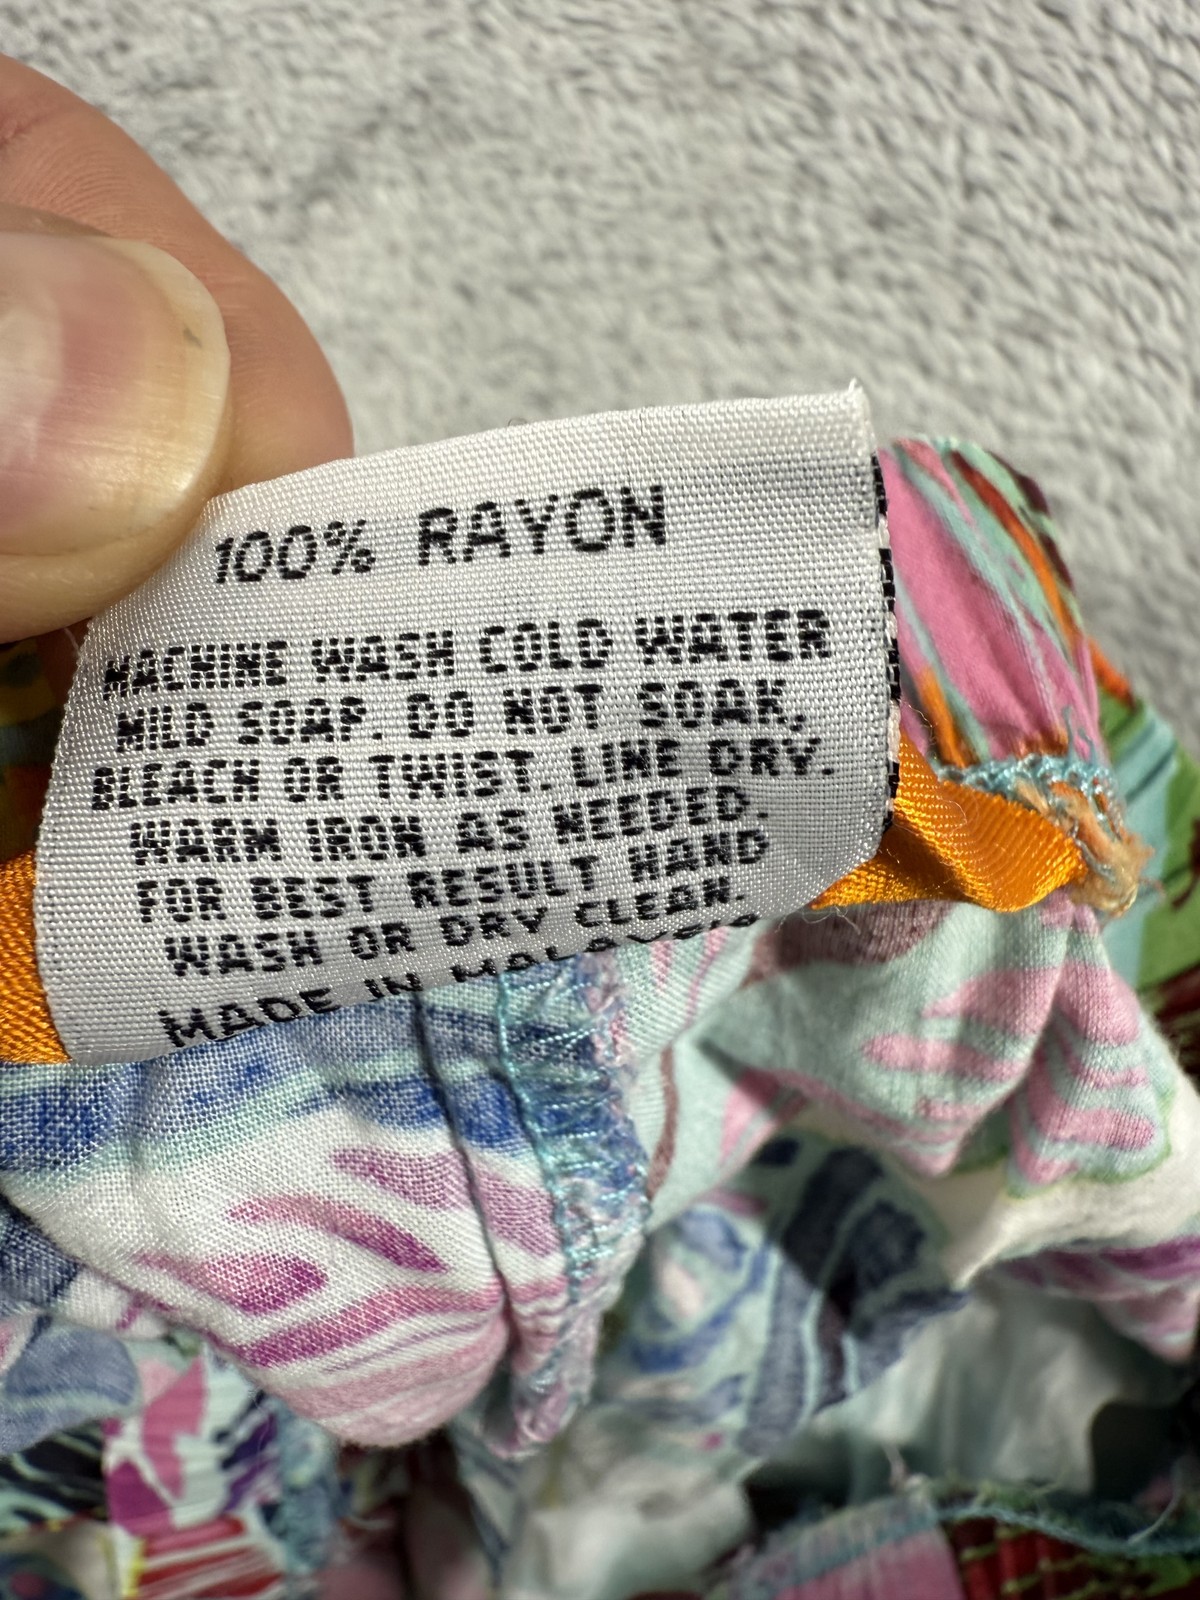 100% RAYON
MACHINE WASH COLD WATER
MILD SOAP. DO NOT SOAK,
BLEACH OR TWIST. LINE DRY.
WARM IRON AS NEEDED.
FOR BEST RESULT HAND
WASH OR DRY CLEAN.
MADE IN MALAYSIA